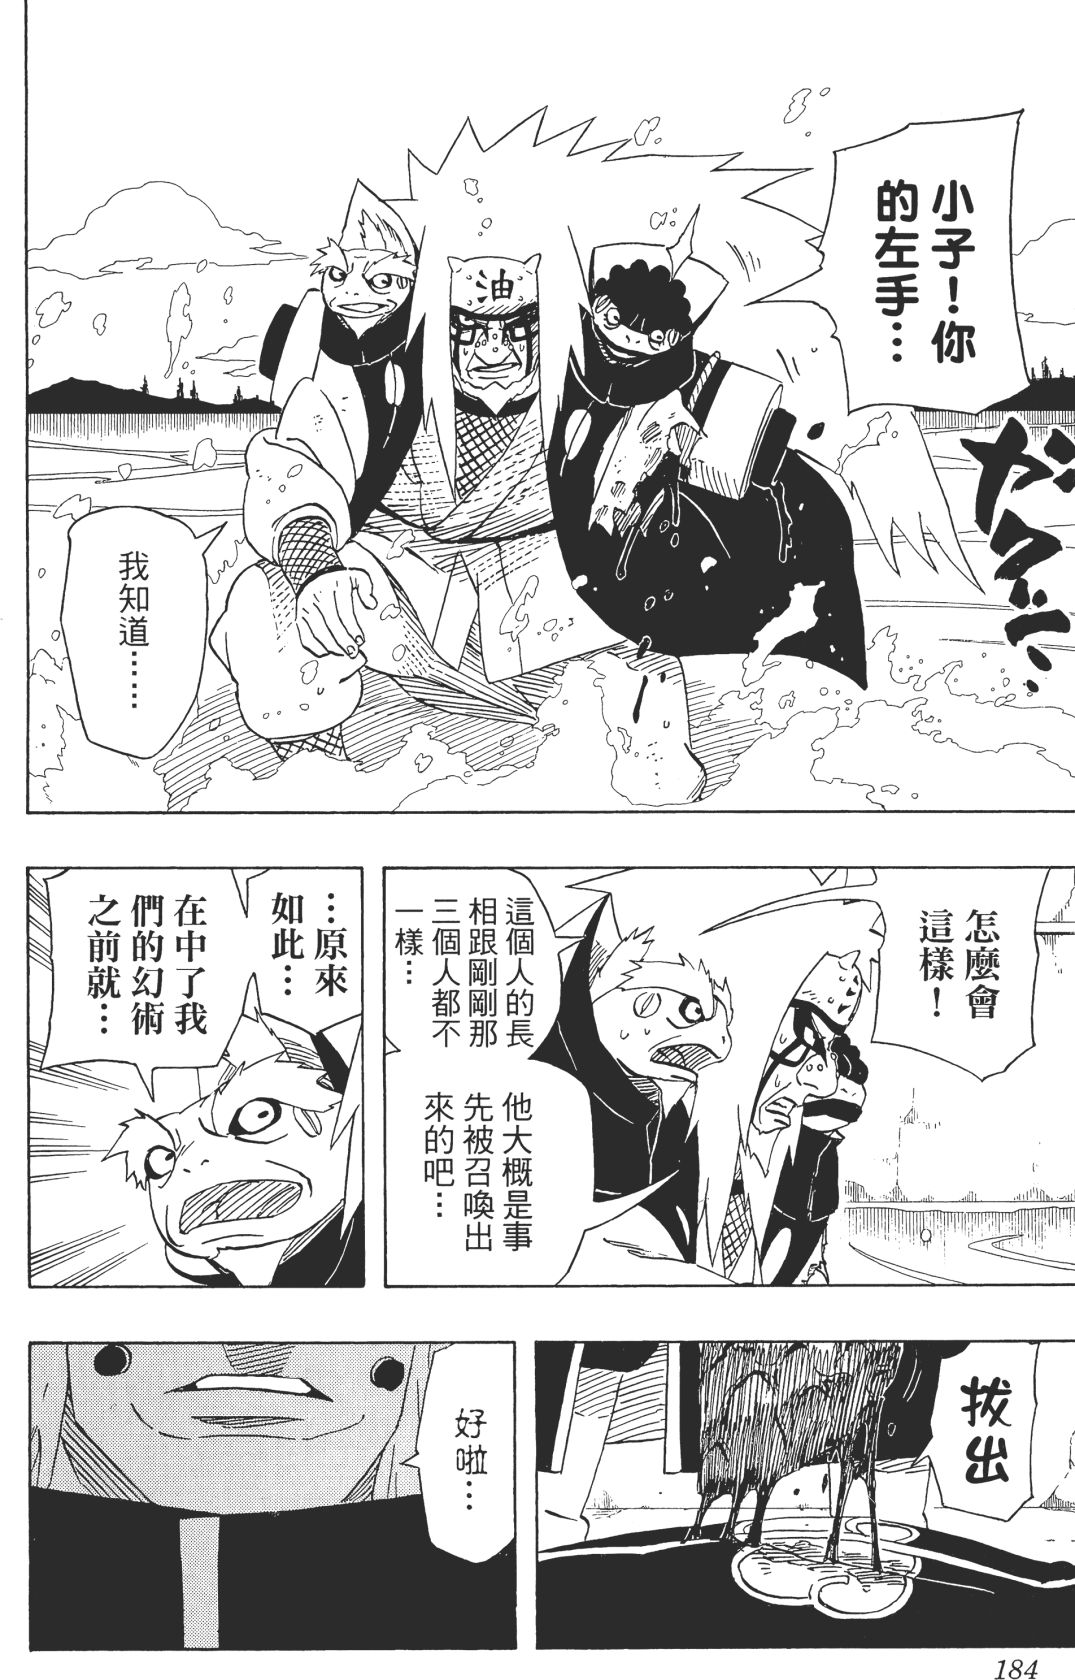 小子！你
的左手…
油
我知道……
怎麼會
這樣！
這個人的長
相跟剛剛那
三個人都不
一樣…
他大概是事
先被召喚出
來的吧…
…原來
如此…
在中了我
們的幻術
之前就…
拔出
好啦…
184